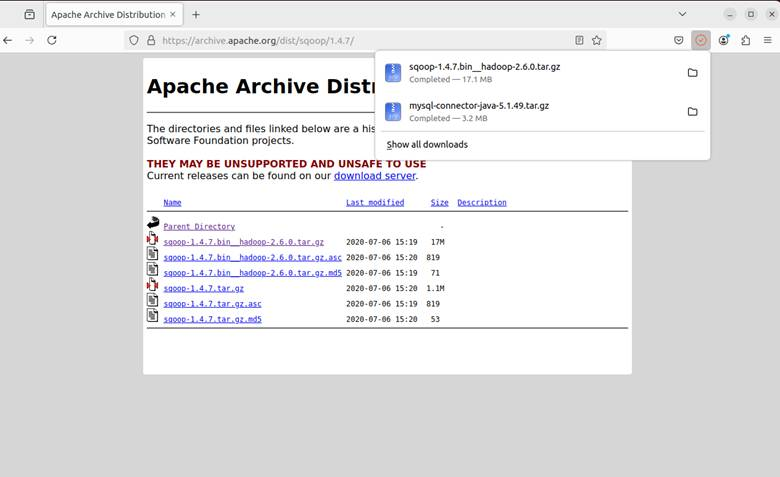 Apache Archive Distribution
https://archive.apache.org/dist/sqoop/1.4.7/
sqoop-1.4.7.bin__hadoop-2.6.0.tar.gz
Completed — 17.1 MB
mysql-connector-java-5.1.49.tar.gz
Completed — 3.2 MB
Show all downloads
Apache Archive Distr
The directories and files linked below are a his
Software Foundation projects.
THEY MAY BE UNSUPPORTED AND UNSAFE TO USE
Current releases can be found on our download server.
Name Last modified Size Description
Parent Directory -
sqoop-1.4.7.bin__hadoop-2.6.0.tar.gz 2020-07-06 15:19 17M
sqoop-1.4.7.bin__hadoop-2.6.0.tar.gz.asc 2020-07-06 15:20 819
sqoop-1.4.7.bin__hadoop-2.6.0.tar.gz.md5 2020-07-06 15:19 71
sqoop-1.4.7.tar.gz 2020-07-06 15:20 1.1M
sqoop-1.4.7.tar.gz.asc 2020-07-06 15:19 819
sqoop-1.4.7.tar.gz.md5 2020-07-06 15:20 53